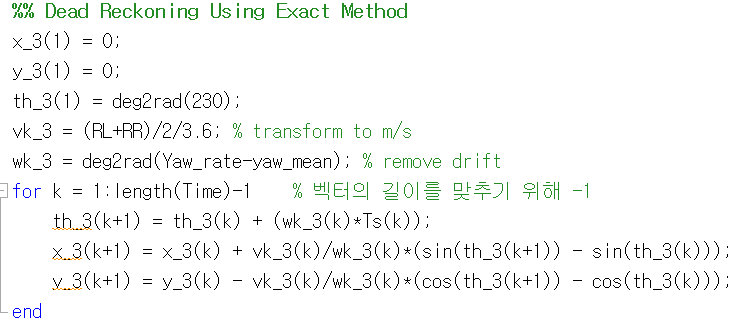 %% Dead Reckoning Using Exact Method
x_3(1) = 0;
y_3(1) = 0;
th_3(1) = deg2rad(230);
vk_3 = (RL+RR)/2/3.6; % transform to m/s
wk_3 = deg2rad(Yaw_rate-yaw_mean); % remove drift
for k = 1:length(Time)-1 % 벡터의 길이를 맞추기 위해 -1
th_3(k+1) = th_3(k) + (wk_3(k)*Ts(k));
x_3(k+1) = x_3(k) + vk_3(k)/wk_3(k)*(sin(th_3(k+1)) - sin(th_3(k)));
y_3(k+1) = y_3(k) - vk_3(k)/wk_3(k)*(cos(th_3(k+1)) - cos(th_3(k)));
end